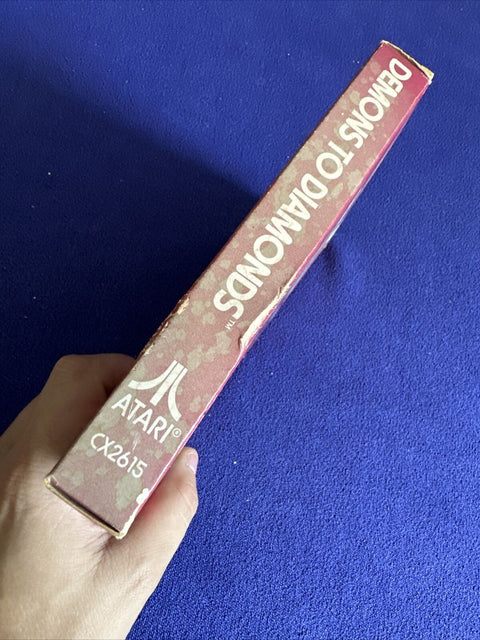 DEMONS TO DIAMONDS™
ATARI®
CX2615